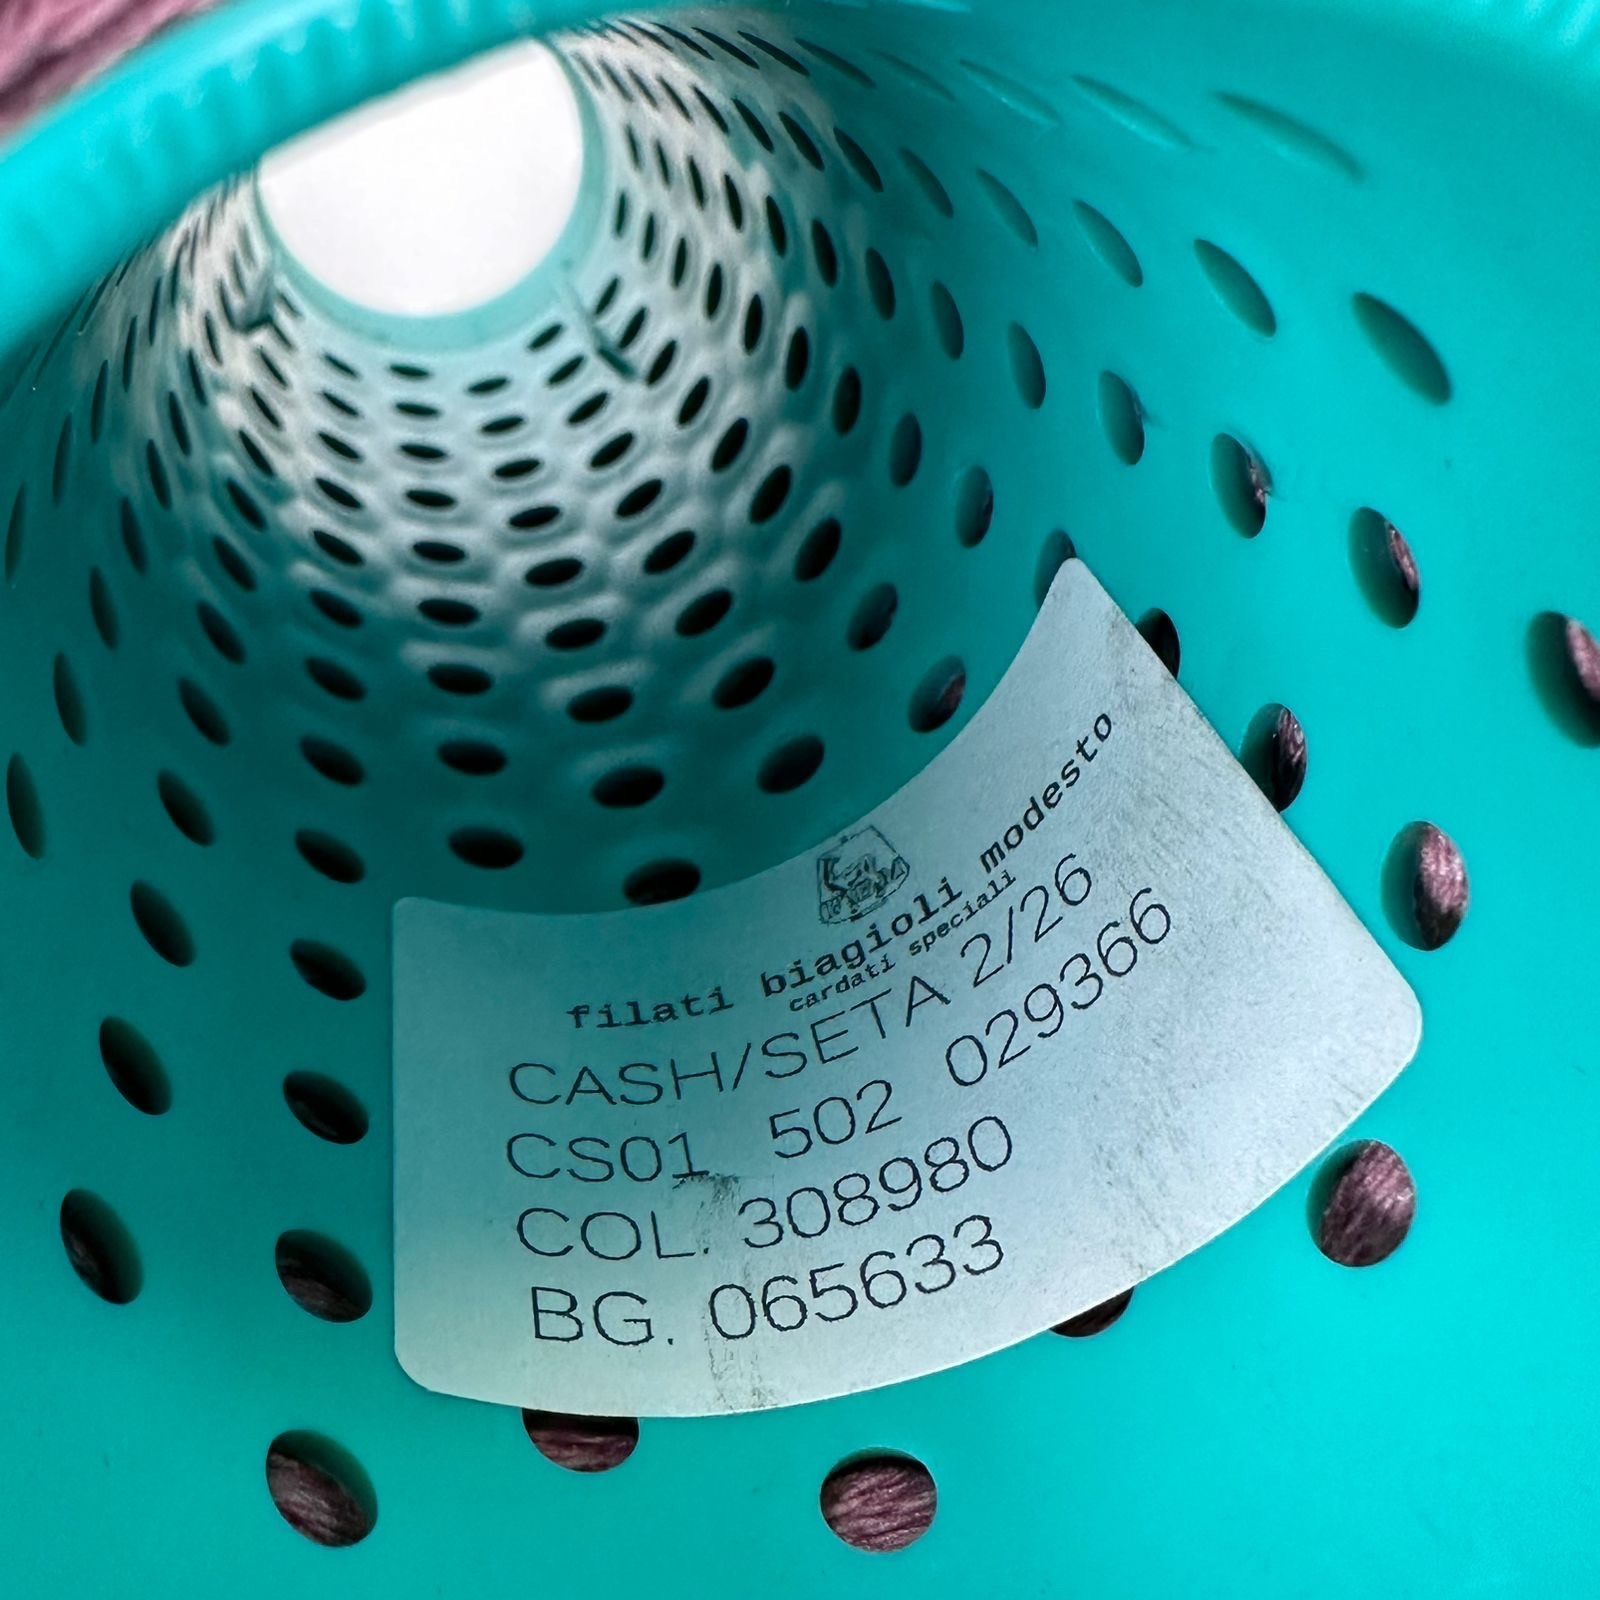 filati biagioli modesto
cardati speciali
CASH/SETA 2/26
CS01 502 029366
COL. 308980
BG. 065633